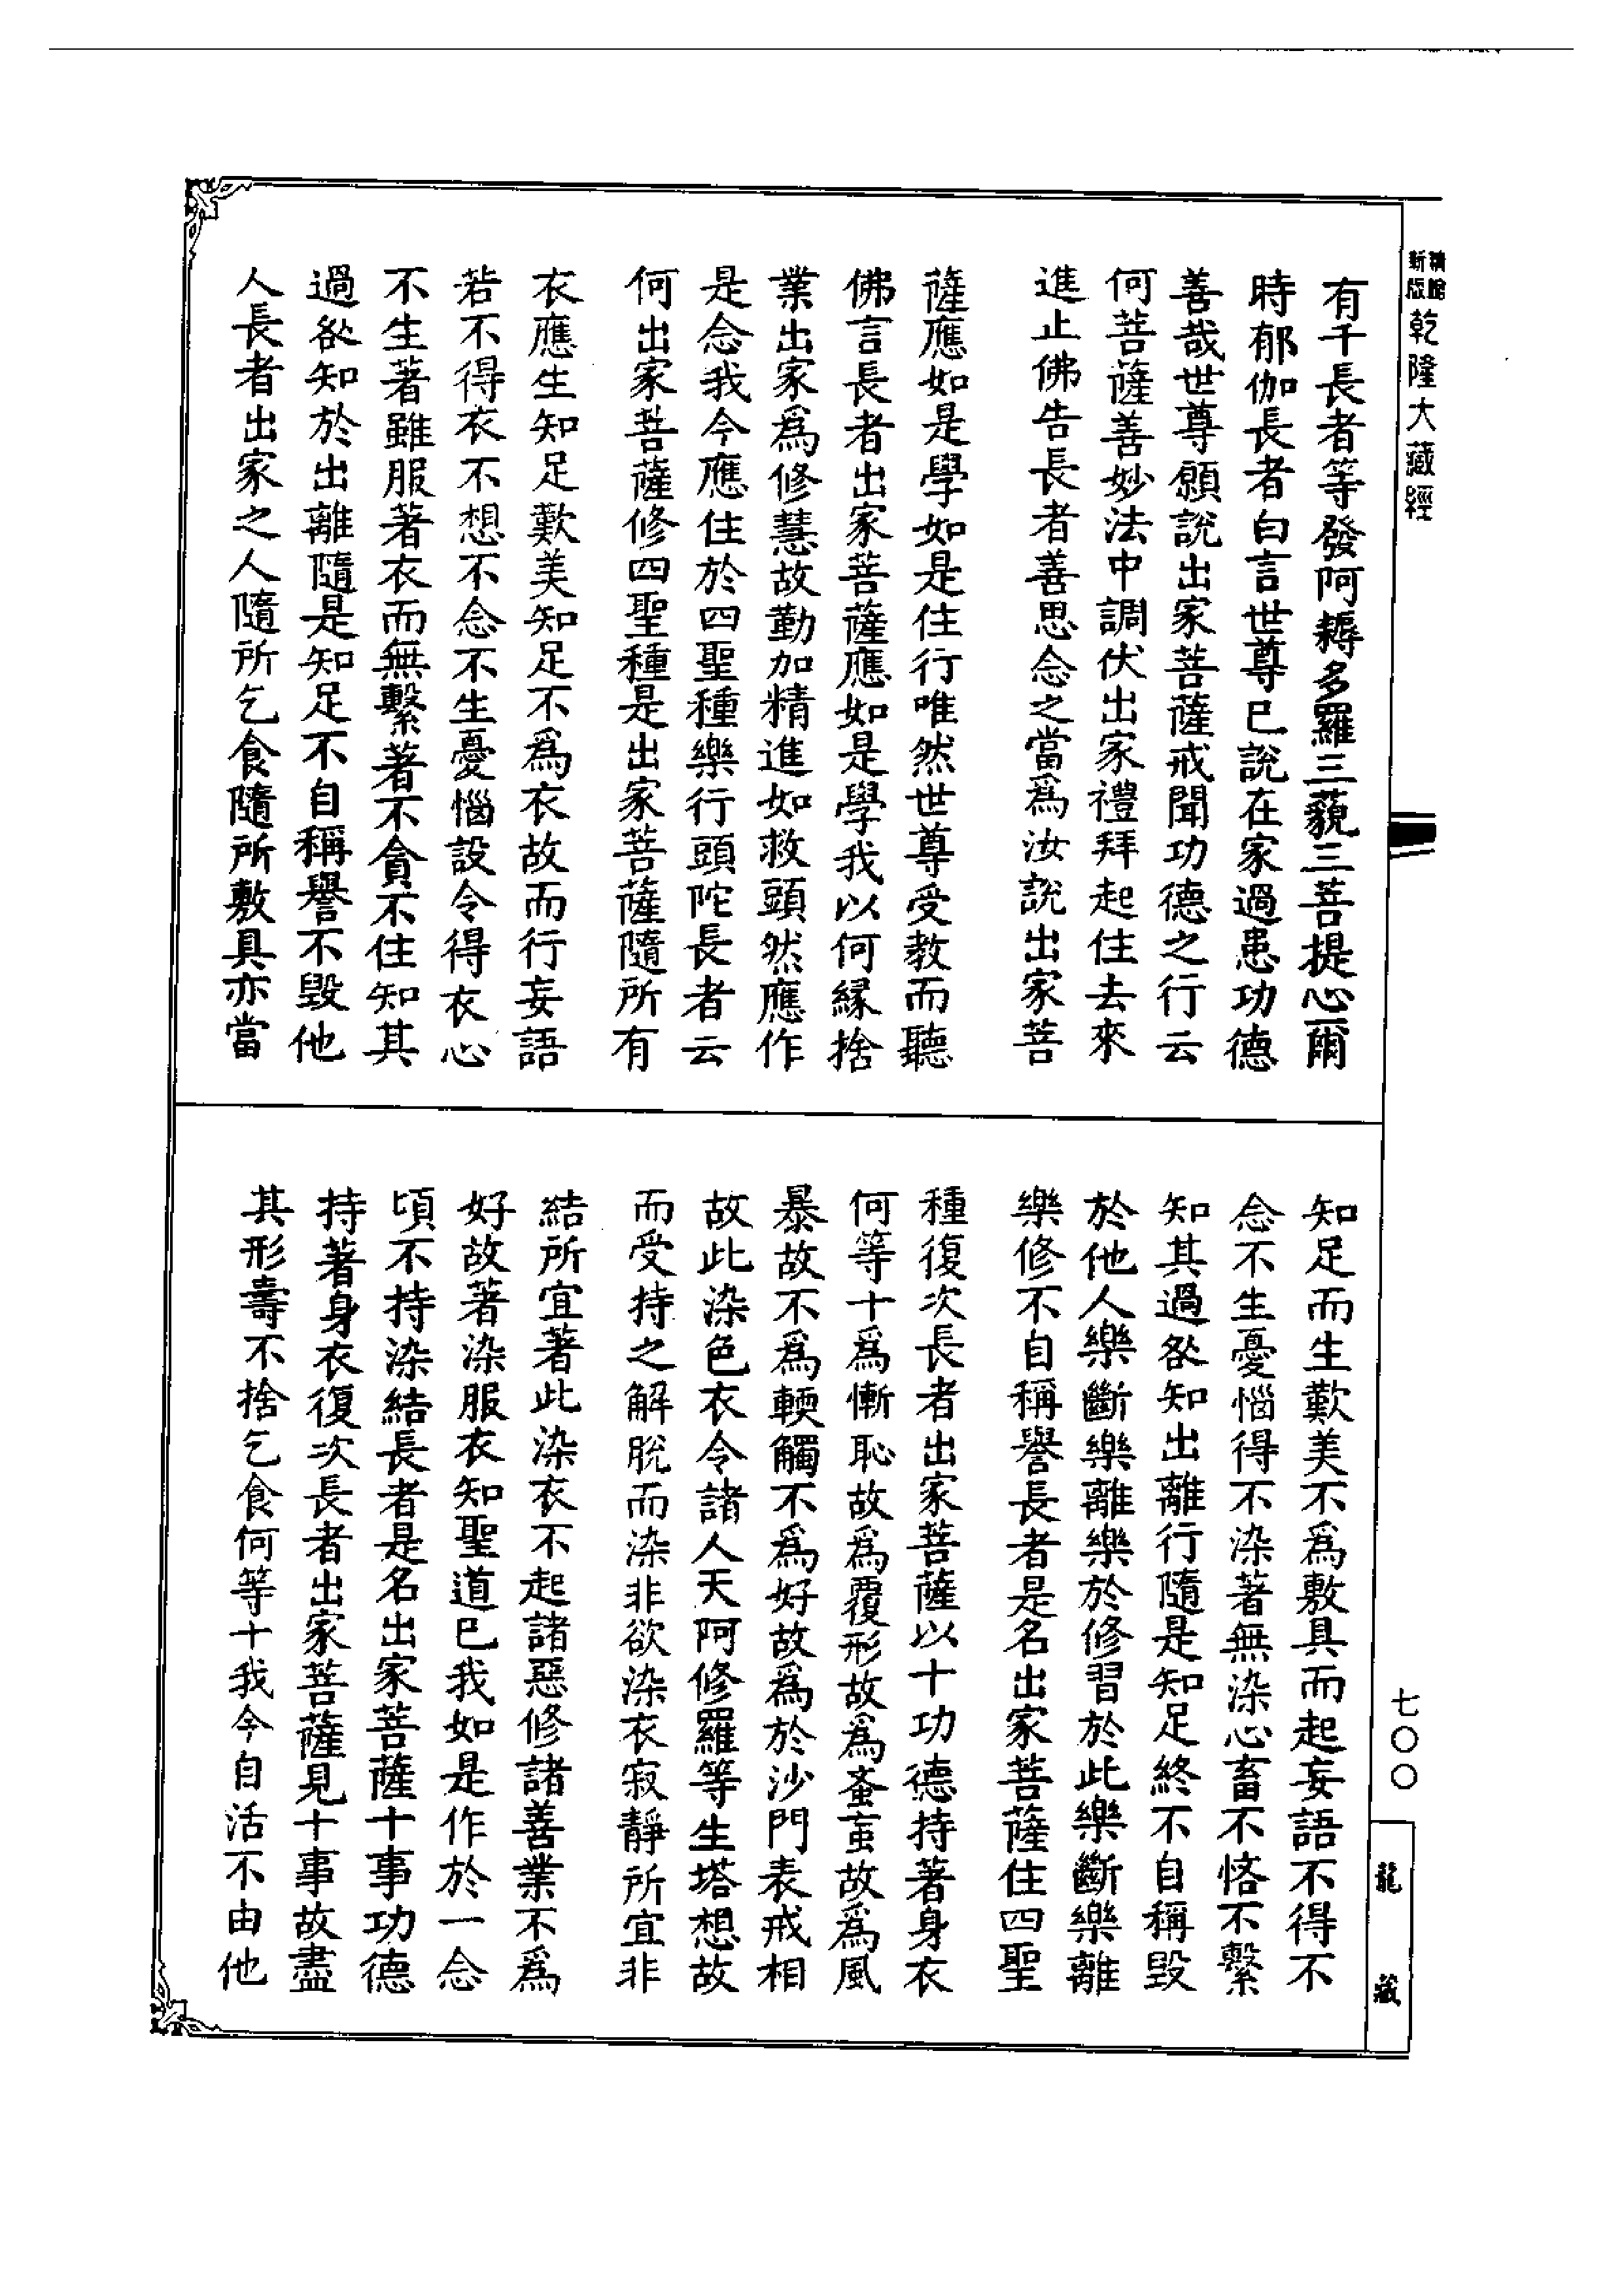 精繪新版乾隆大藏經
有千長者等發阿耨多羅三藐三菩提心爾
時郁伽長者白言世尊已說在家過患功德
善哉世尊願說出家菩薩戒聞功德之行云
何菩薩善妙法中調伏出家禮拜起住去來
進止佛告長者善思念之當爲汝說出家菩
薩應如是學如是住行唯然世尊受教而聽
佛言長者出家菩薩應如是學我以何緣捨
業出家爲修慧故勤加精進如救頭然應作
是念我今應住於四聖種樂行頭陀長者云
何出家菩薩修四聖種是出家菩薩隨所有
衣應生知足歎美知足不爲衣故而行妄語
若不得衣不想不念不生憂惱設令得衣心
不生著雖服著衣而無繫著不貪不住知其
過咎知於出離隨是知足不自稱譽不毀他
人長者出家之人隨所乞食隨所敷具亦當
知足而生歎美不爲敷具而起妄語不得不
念不生憂惱得不染著無染心畜不悋不繫
知其過咎知出離行隨是知足終不自稱毀
於他人樂斷樂離樂於修習於此樂斷樂離
樂修不自稱譽長者是名出家菩薩住四聖
種復次長者出家菩薩以十功德持著身衣
何等十爲慚恥故爲覆形故爲蚤䖟故爲風
暴故不爲輭觸不爲好故爲於沙門表戒相
故此染色衣令諸人天阿修羅等生塔想故
而受持之解脫而染非欲染衣寂靜所宜非
結所宜著此染衣不起諸惡修諸善業不爲
好故著染服衣知聖道已我如是作於一念
頃不持染結長者是名出家菩薩十事功德
持著身衣復次長者出家菩薩見十事故盡
其形壽不捨乞食何等十我今自活不由他
七〇〇
龍藏